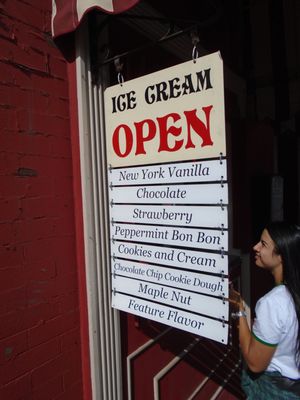 ICE CREAM
OPEN
New York Vanilla
Chocolate
Strawberry
Peppermint Bon Bon
Cookies and Cream
Chocolate Chip Cookie Dough
Maple Nut
Feature Flavor